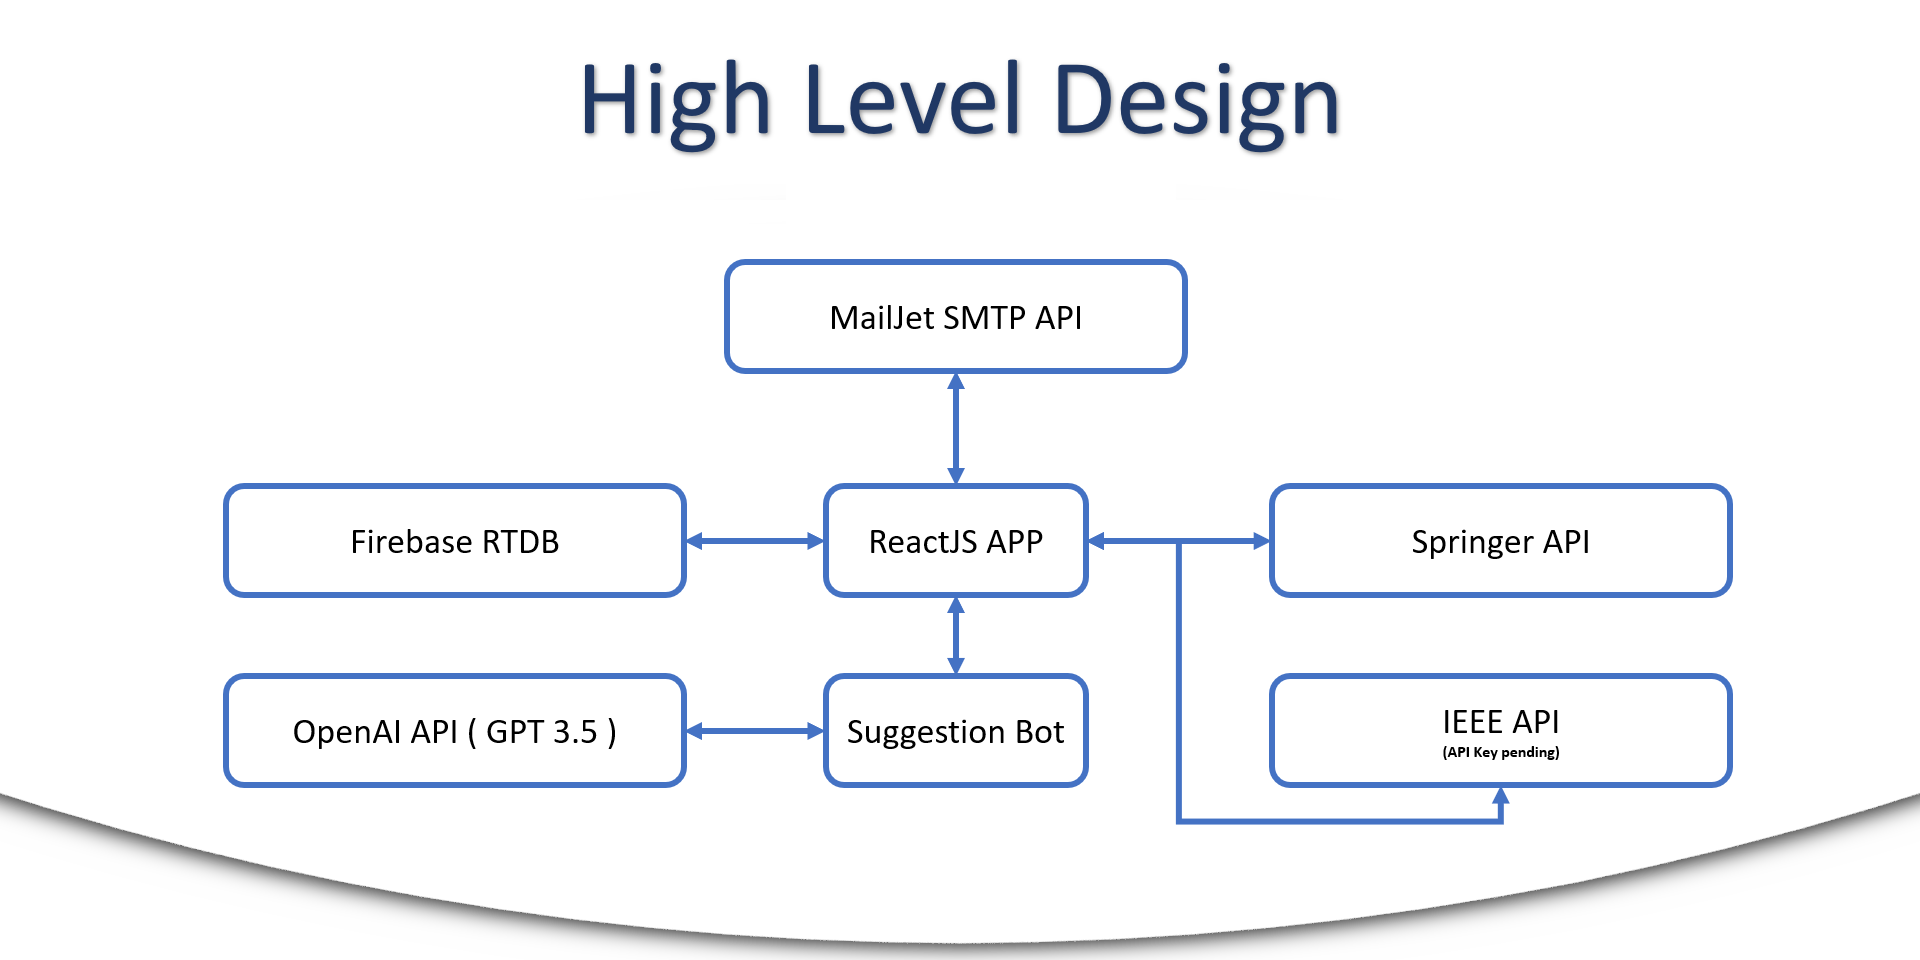 High Level Design
MailJet SMTP API
Firebase RTDB
ReactJS APP
Springer API
OpenAI API ( GPT 3.5 )
Suggestion Bot
IEEE API
(API Key pending)